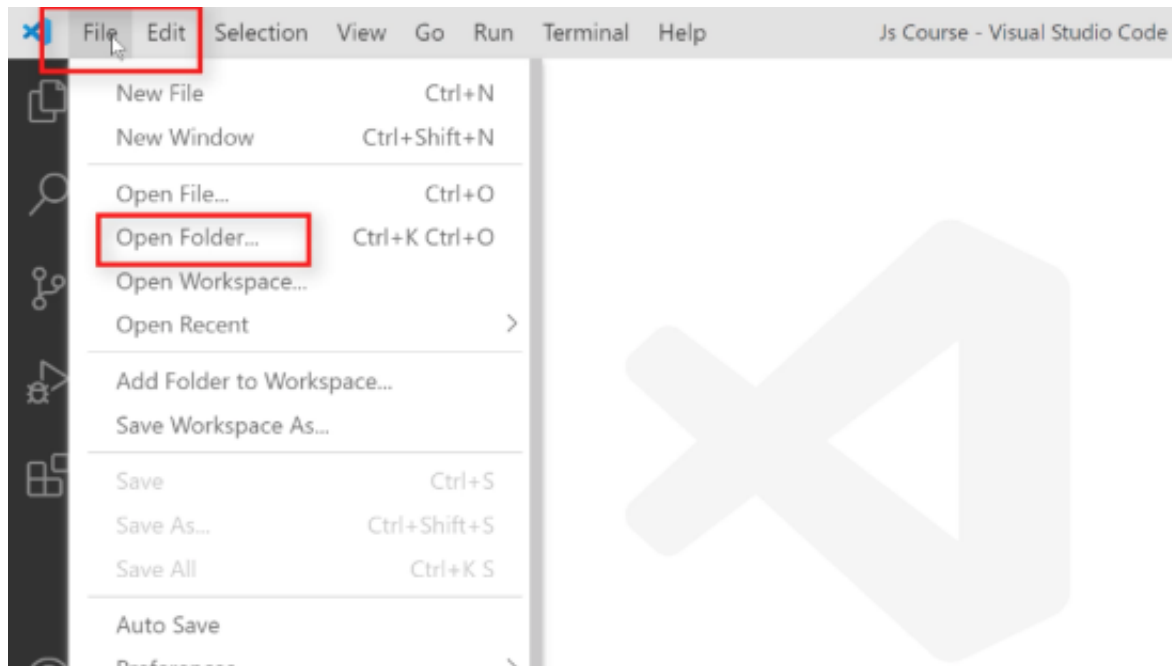 File Edit Selection View Go Run Terminal Help Js Course - Visual Studio Code
New File Ctrl+N
New Window Ctrl+Shift+N
Open File... Ctrl+O
Open Folder... Ctrl+K Ctrl+O
Open Workspace...
Open Recent
Add Folder to Workspace...
Save Workspace As...
Save Ctrl+S
Save As... Ctrl+Shift+S
Save All Ctrl+K S
Auto Save
Preferences